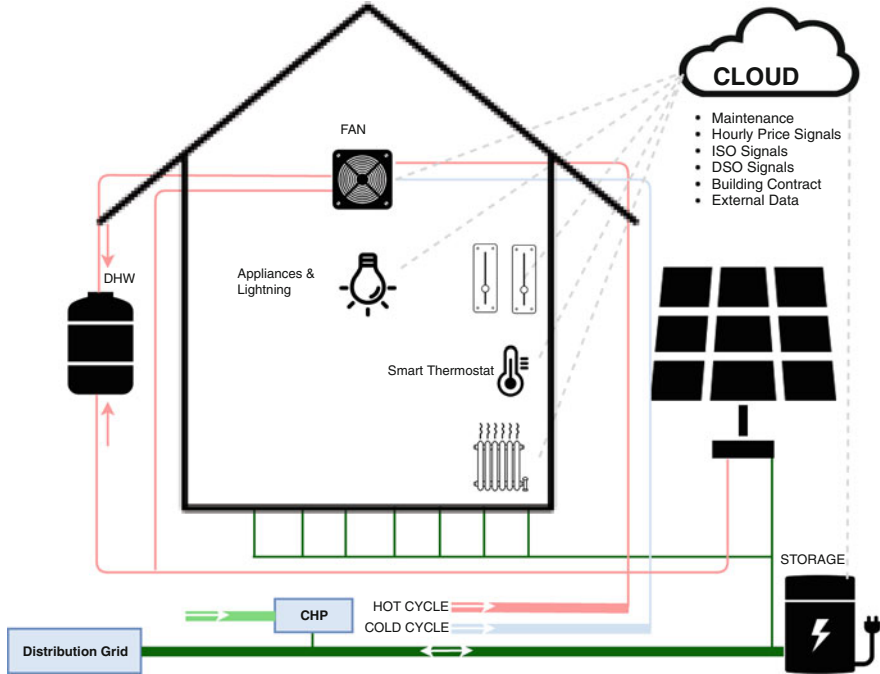 CLOUD
• Maintenance
• Hourly Price Signals
• ISO Signals
• DSO Signals
• Building Contract
• External Data
FAN
DHW
Appliances &
Lightning
Smart Thermostat
STORAGE
HOT CYCLE
CHP
COLD CYCLE
Distribution Grid